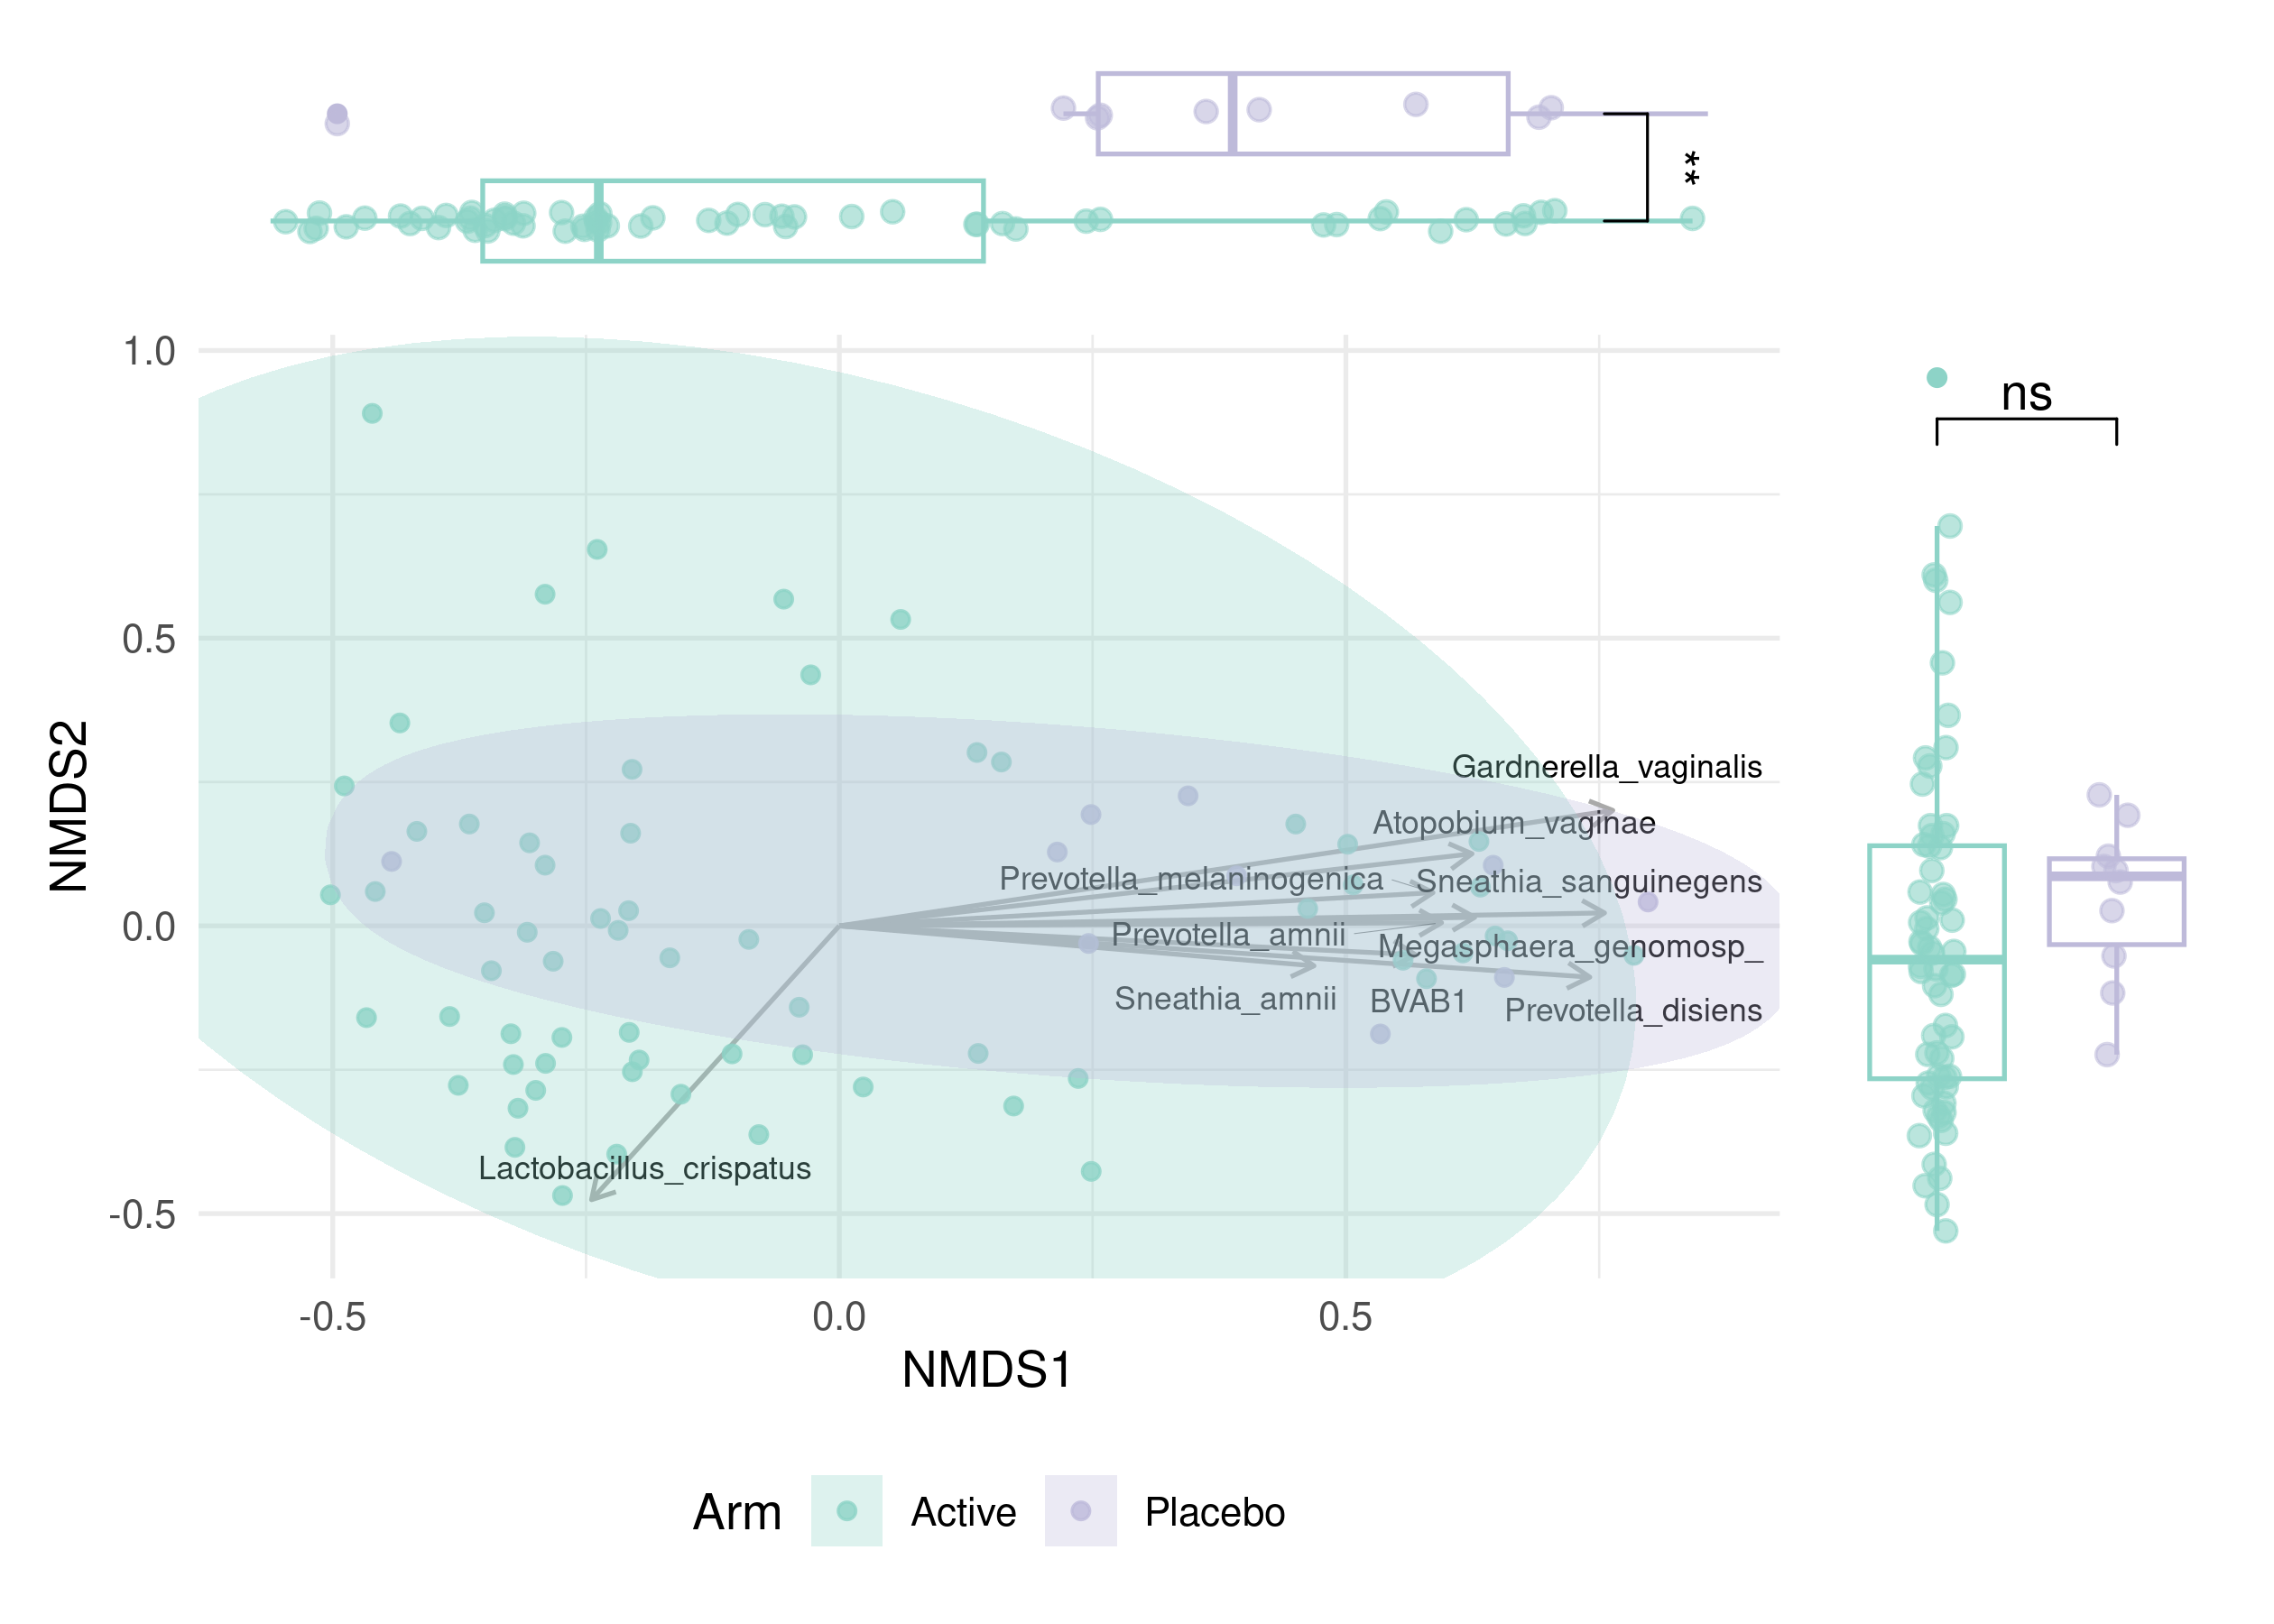 **
1.0
ns
0.5
NMDS2
Gardnerella_vaginalis
Atopobium_vaginae
Prevotella_melaninogenica
Sneathia_sanguinegens
0.0
Prevotella_amnii
Megasphaera_genomosp_
Sneathia_amnii
BVAB1
Prevotella_disiens
Lactobacillus_crispatus
-0.5
-0.5 0.0 0.5
NMDS1
Arm Active Placebo